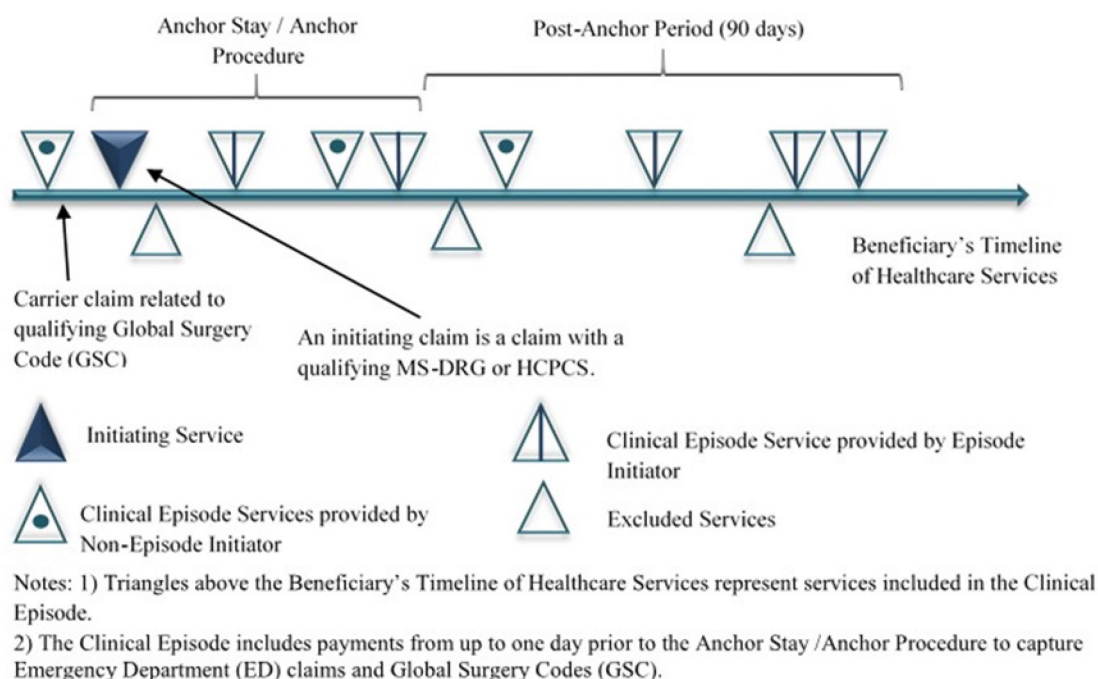 Anchor Stay / Anchor
Procedure
Post-Anchor Period (90 days)
Beneficiary's Timeline
of Healthcare Services
Carrier claim related to
qualifying Global Surgery
Code (GSC)
An initiating claim is a claim with a
qualifying MS-DRG or HCPCS.
Initiating Service
Clinical Episode Service provided by Episode
Initiator
Clinical Episode Services provided by
Non-Episode Initiator
Excluded Services
Notes: 1) Triangles above the Beneficiary's Timeline of Healthcare Services represent services included in the Clinical
Episode.
2) The Clinical Episode includes payments from up to one day prior to the Anchor Stay /Anchor Procedure to capture
Emergency Department (ED) claims and Global Surgery Codes (GSC).